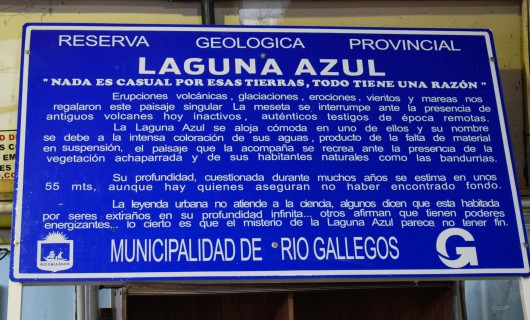 RESERVA GEOLOGICA PROVINCIAL
LAGUNA AZUL
"NADA ES CASUAL POR ESAS TIERRAS, TODO TIENE UNA RAZÓN"
Erupciones volcánicas, glaciaciones, erociones, vientos y mareas nos
regalaron este paisaje singular La meseta se interrumpe ante la presencia de
antiguos volcanes hoy inactivos, auténticos testigos de época remotas.
La Laguna Azul se aloja cómoda en uno de ellos y su nombre
se debe a la intensa coloración de sus aguas, producto de la falta de material
en suspensión, el paisaje que la acompaña se recrea ante la presencia de la
vegetación achaparrada y de sus habitantes naturales como las bandurrias.
Su profundidad, cuestionada durante muchos años se estima en unos
55 mts, aunque hay quienes aseguran no haber encontrado fondo.
La leyenda urbana no atiende a la ciencia, algunos dicen que esta habitada
por seres extraños en su profundidad infinita... otros afirman que tienen poderes
energizantes... lo cierto es que el misterio de la Laguna Azul parece no tener fin.
MUNICIPALIDAD DE RIO GALLEGOS
RIO GALLEGOS
G